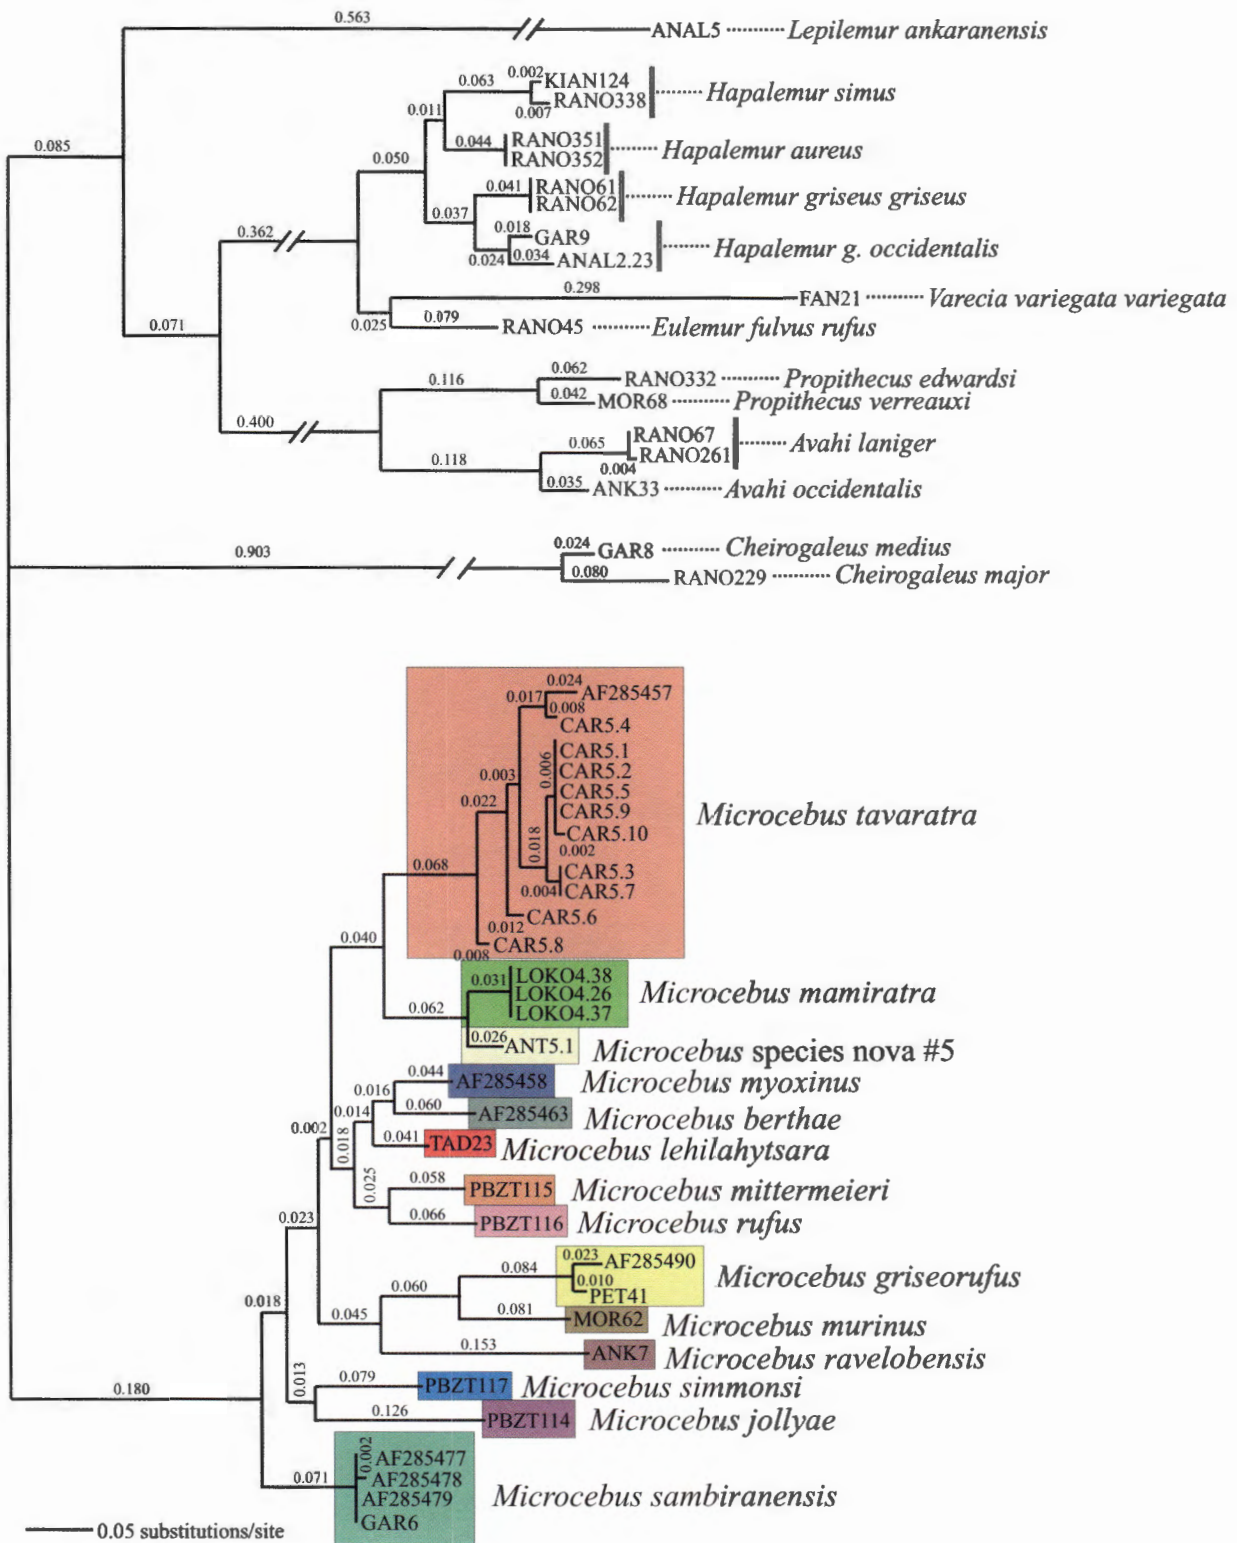 0.563
ANAL5 Lepilemur ankaranensis
0.002
KIAN124
0.063
RANO338
Hapalemur simus
0.007
0.011
0.044
RANO351
RANO352
Hapalemur aureus
0.085
0.050
0.041
RANO61
RANO62
Hapalemur griseus griseus
0.037
0.018
GAR9
0.024
0.034
ANAL2.23
Hapalemur g. occidentalis
0.362
0.298
FAN21 Varecia variegata variegata
0.071
0.025
0.079
RANO45 Eulemur fulvus rufus
0.062
RANO332 Propithecus edwardsi
0.116
0.042
MOR68 Propithecus verreauxi
0.400
0.065
RANO67
RANO261
Avahi laniger
0.004
0.118
0.035
ANK33 Avahi occidentalis
0.903
0.024
GAR8 Cheirogaleus medius
0.080
RANO229 Cheirogaleus major
0.024
AF285457
0.017
0.008
CAR5.4
CAR5.1
0.006
CAR5.2
0.003
CAR5.5
0.022
CAR5.9
Microcebus tavaratra
CAR5.10
0.018
0.002
0.068
CAR5.3
0.004
CAR5.7
CAR5.6
0.012
CAR5.8
0.008
0.040
0.031
LOKO4.38
LOKO4.26
LOKO4.37
Microcebus mamiratra
0.062
0.026
ANT5.1
Microcebus species nova #5
0.044
AF285458
Microcebus myoxinus
0.016
0.060
AF285463
Microcebus berthae
0.014
0.002
0.018
0.041
TAD23
Microcebus lehilahytsara
0.025
0.058
PBZT115
Microcebus mittermeieri
0.066
PBZT116
Microcebus rufus
0.023
0.023
AF285490
0.084
0.010
PET41
Microcebus griseorufus
0.060
0.018
0.045
0.081
MOR62
Microcebus murinus
0.153
ANK7
Microcebus ravelobensis
0.013
0.079
PBZT117
Microcebus simmonsi
0.180
0.126
PBZT114
Microcebus jollyae
0.002
AF285477
0.071
AF285478
AF285479
GAR6
Microcebus sambiranensis
0.05 substitutions/site